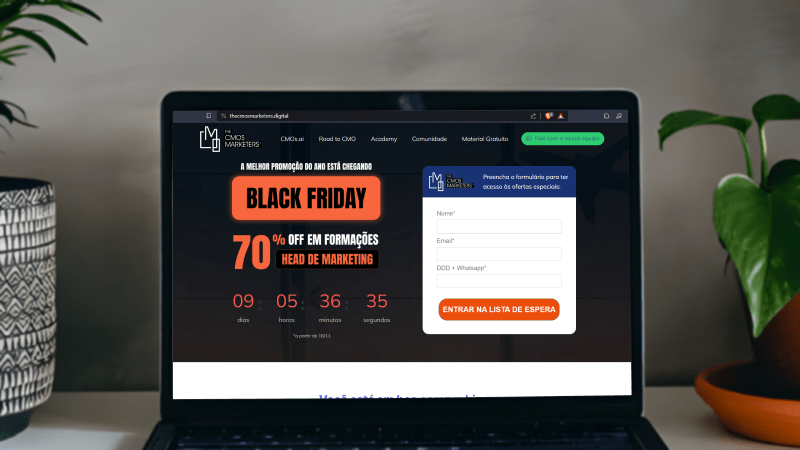 thecmosmarketers.digital
THE
CMOS
MARKETERS
CMOs.ai
Road to CMO
Academy
Comunidade
Material Gratuito
Fale com o nosso squad
A MELHOR PROMOÇÃO DO ANO ESTÁ CHEGANDO
BLACK FRIDAY
70% OFF EM FORMAÇÕES
HEAD DE MARKETING
09 : 05 : 36 : 35
dias horas minutos segundos
*a partir de 16/11
THE
CMOS
MARKETERS
Preencha o formulário para ter
acesso às ofertas especiais:
Nome*
Email*
DDD + Whatsapp*
ENTRAR NA LISTA DE ESPERA